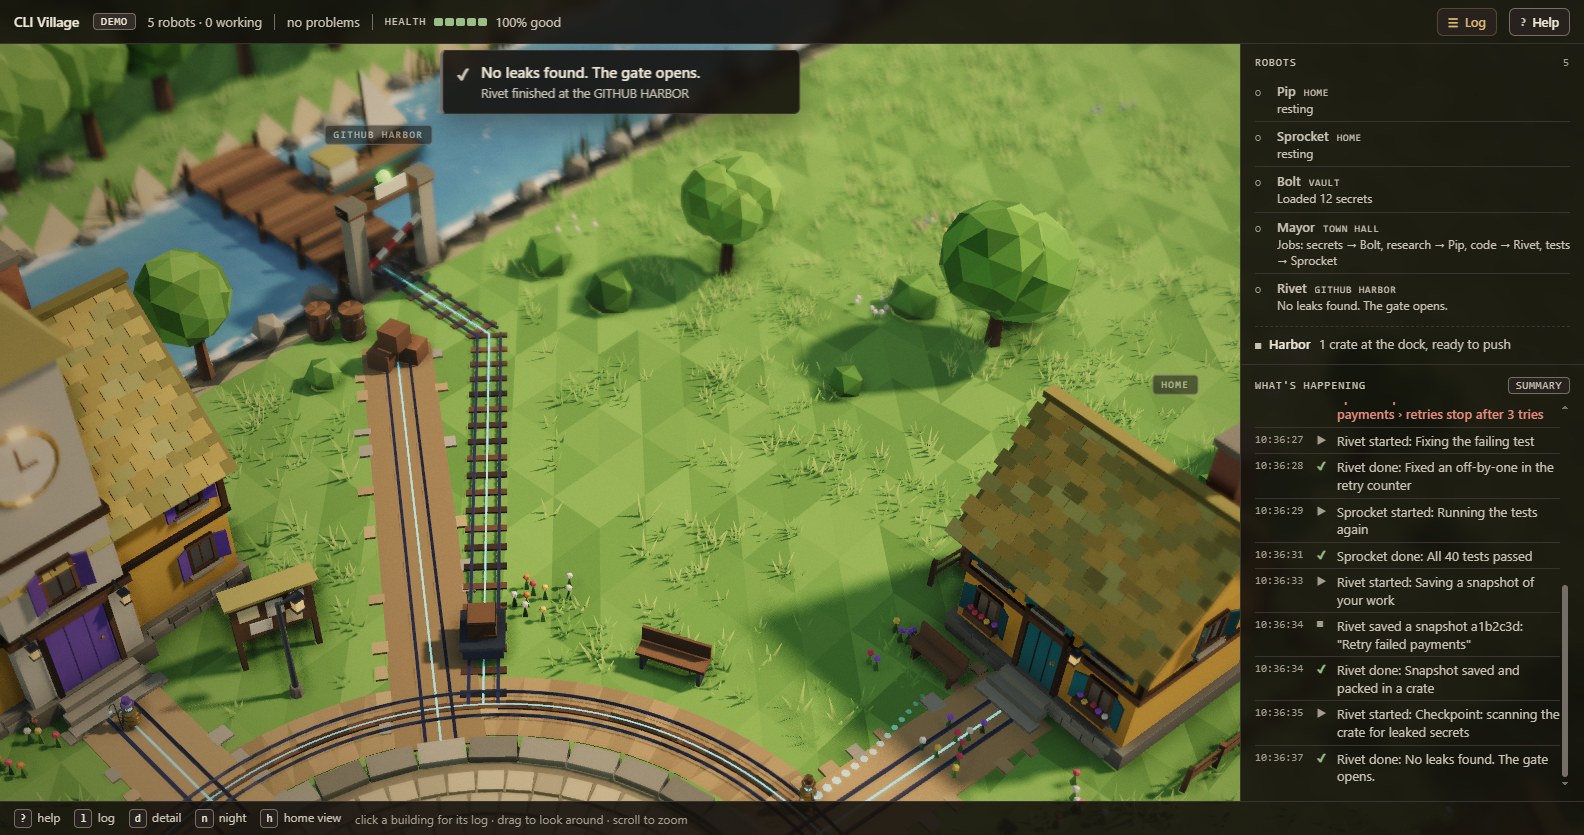 CLI Village DEMO 5 robots · 0 working no problems HEALTH 100% good
Log ? Help
No leaks found. The gate opens.
Rivet finished at the GITHUB HARBOR
GITHUB HARBOR
HOME
ROBOTS 5
Pip HOME
resting
Sprocket HOME
resting
Bolt VAULT
Loaded 12 secrets
Mayor TOWN HALL
Jobs: secrets → Bolt, research → Pip, code → Rivet, tests
→ Sprocket
Rivet GITHUB HARBOR
No leaks found. The gate opens.
Harbor 1 crate at the dock, ready to push
WHAT'S HAPPENING SUMMARY
payments › retries stop after 3 tries
10:36:27 Rivet started: Fixing the failing test
10:36:28 Rivet done: Fixed an off-by-one in the
retry counter
10:36:29 Sprocket started: Running the tests
again
10:36:31 Sprocket done: All 40 tests passed
10:36:33 Rivet started: Saving a snapshot of
your work
10:36:34 Rivet saved a snapshot a1b2c3d:
"Retry failed payments"
10:36:34 Rivet done: Snapshot saved and
packed in a crate
10:36:35 Rivet started: Checkpoint: scanning the
crate for leaked secrets
10:36:37 Rivet done: No leaks found. The gate
opens.
? help l log d detail n night h home view click a building for its log · drag to look around · scroll to zoom